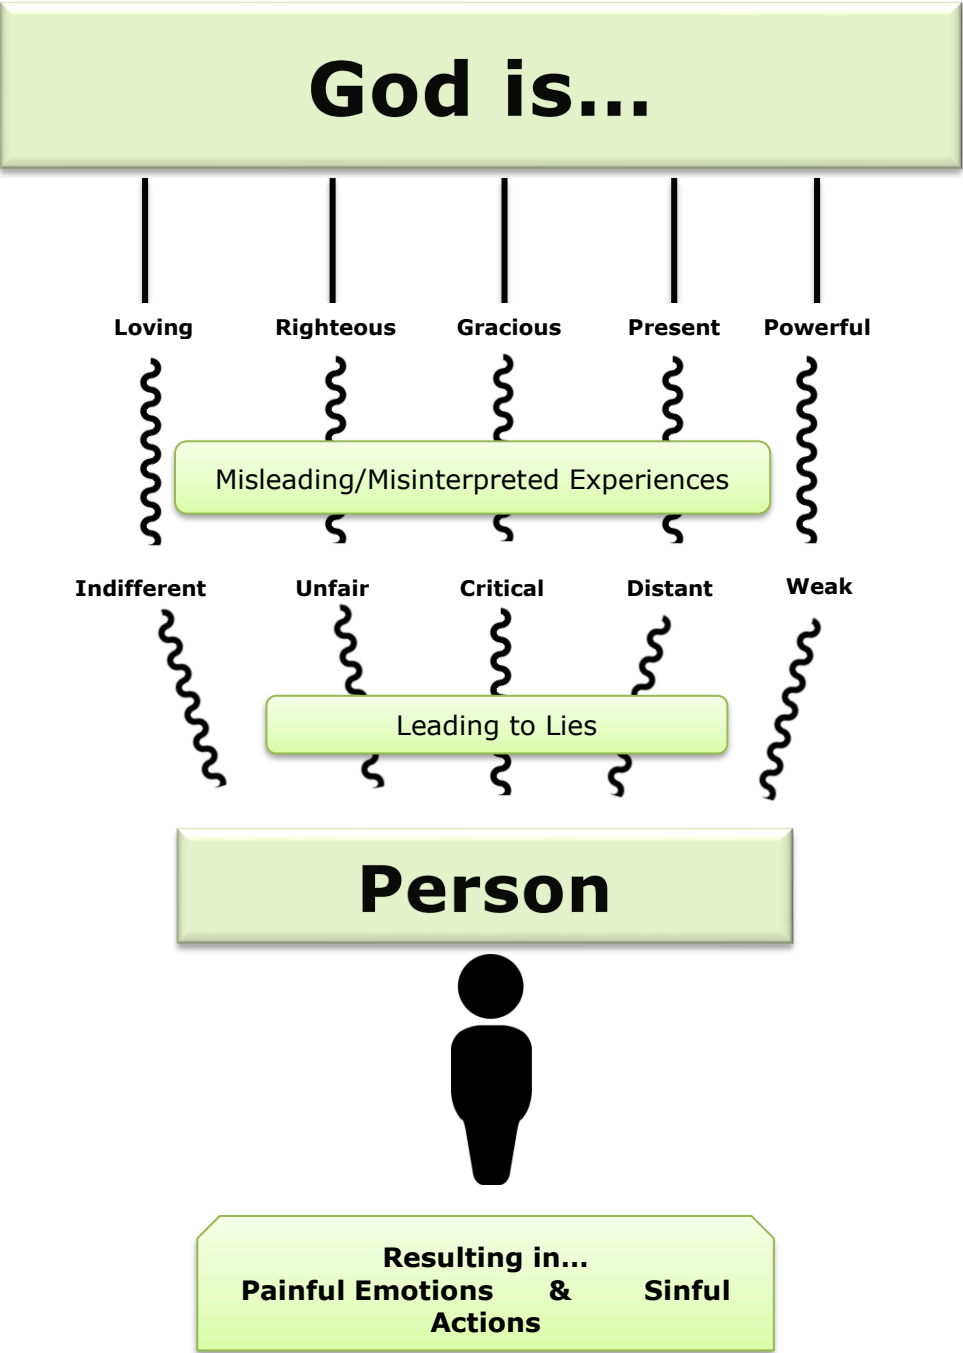 God is...
Loving Righteous Gracious Present Powerful
Misleading/Misinterpreted Experiences
Indifferent Unfair Critical Distant Weak
Leading to Lies
Person
Resulting in...
Painful Emotions & Sinful
Actions